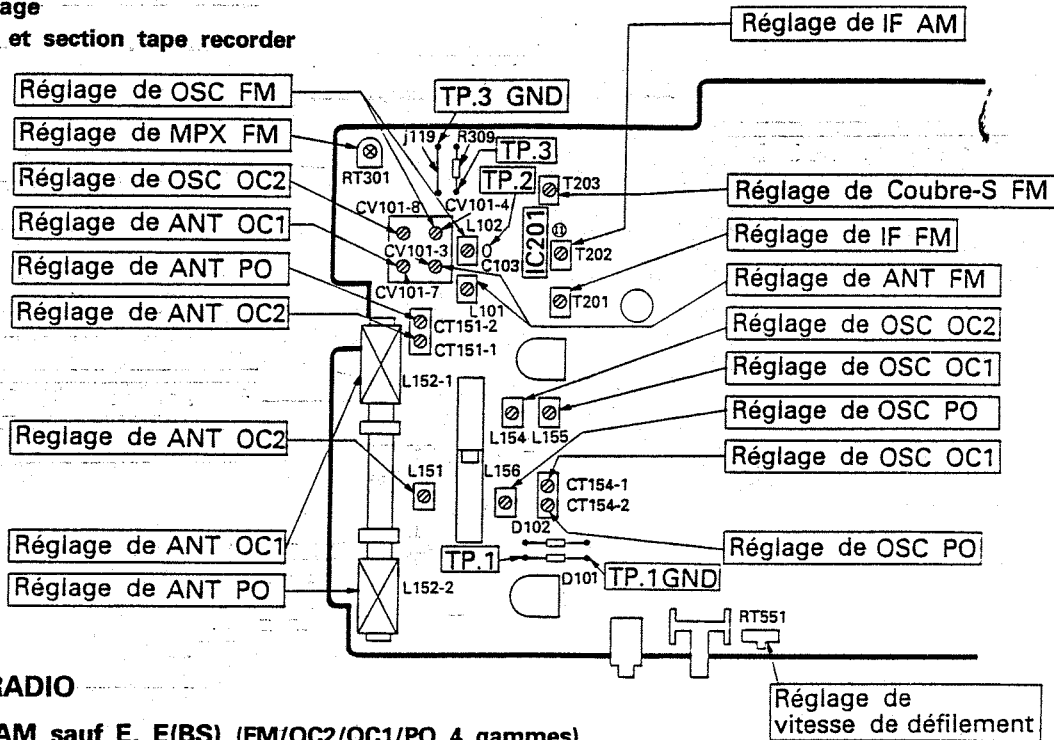 age
et section tape recorder
Réglage de IF AM
Réglage de OSC FM
TP.3 GND
Réglage de MPX FM
j119
R309
TP.3
RT301
TP.2
T203
Réglage de OSC OC2
CV101-8
CV101-4
Réglage de Coubre-S FM
L102
Réglage de ANT OC1
IC201
Réglage de IF FM
CV101-3
C103
T202
Réglage de ANT PO
CV101-7
L101
T201
Réglage de ANT FM
Réglage de ANT OC2
CT151-2
Réglage de OSC OC2
CT151-1
Réglage de OSC OC1
L152-1
Réglage de OSC PO
Reglage de ANT OC2
L154
L155
Réglage de OSC OC1
L151
L156
CT154-1
CT154-2
D102
Réglage de ANT OC1
TP.1
Réglage de OSC PO
D101
TP.1GND
Réglage de ANT PO
L152-2
RT551
RADIO
Réglage de
vitesse de défilement
AM sauf E, E(BS) (FM/OC2/OC1/PO 4 gammes)